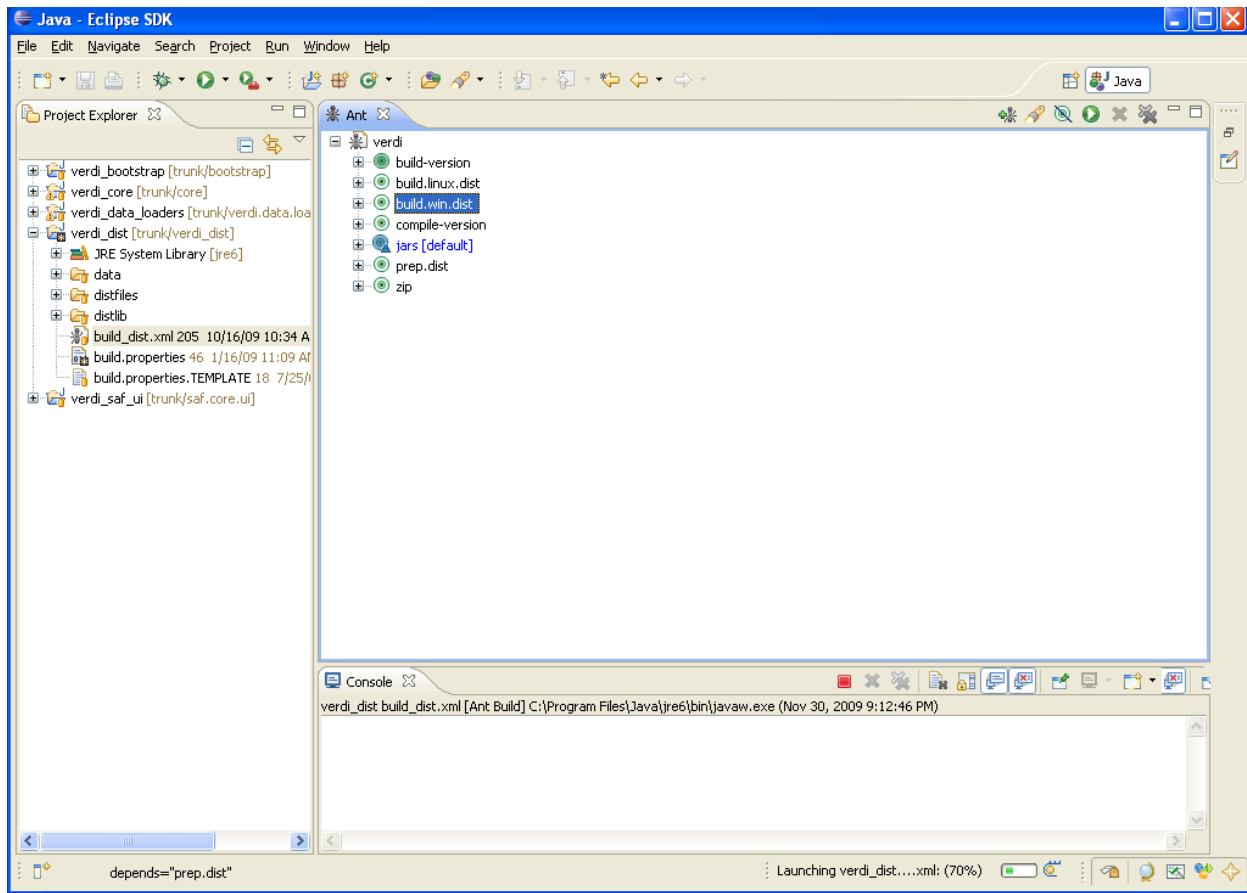 Java - Eclipse SDK
File Edit Navigate Search Project Run Window Help
Java
Project Explorer
verdi_bootstrap [trunk/bootstrap]
verdi_core [trunk/core]
verdi_data_loaders [trunk/verdi.data.loa
verdi_dist [trunk/verdi_dist]
JRE System Library [jre6]
data
distfiles
distlib
build_dist.xml 205 10/16/09 10:34 A
build.properties 46 1/16/09 11:09 AM
build.properties.TEMPLATE 18 7/25/
verdi_saf_ui [trunk/saf.core.ui]
Ant
verdi
build-version
build.linux.dist
build.win.dist
compile-version
jars [default]
prep.dist
zip
Console
verdi_dist build_dist.xml [Ant Build] C:\Program Files\Java\jre6\bin\javaw.exe (Nov 30, 2009 9:12:46 PM)
depends="prep.dist"
Launching verdi_dist....xml: (70%)